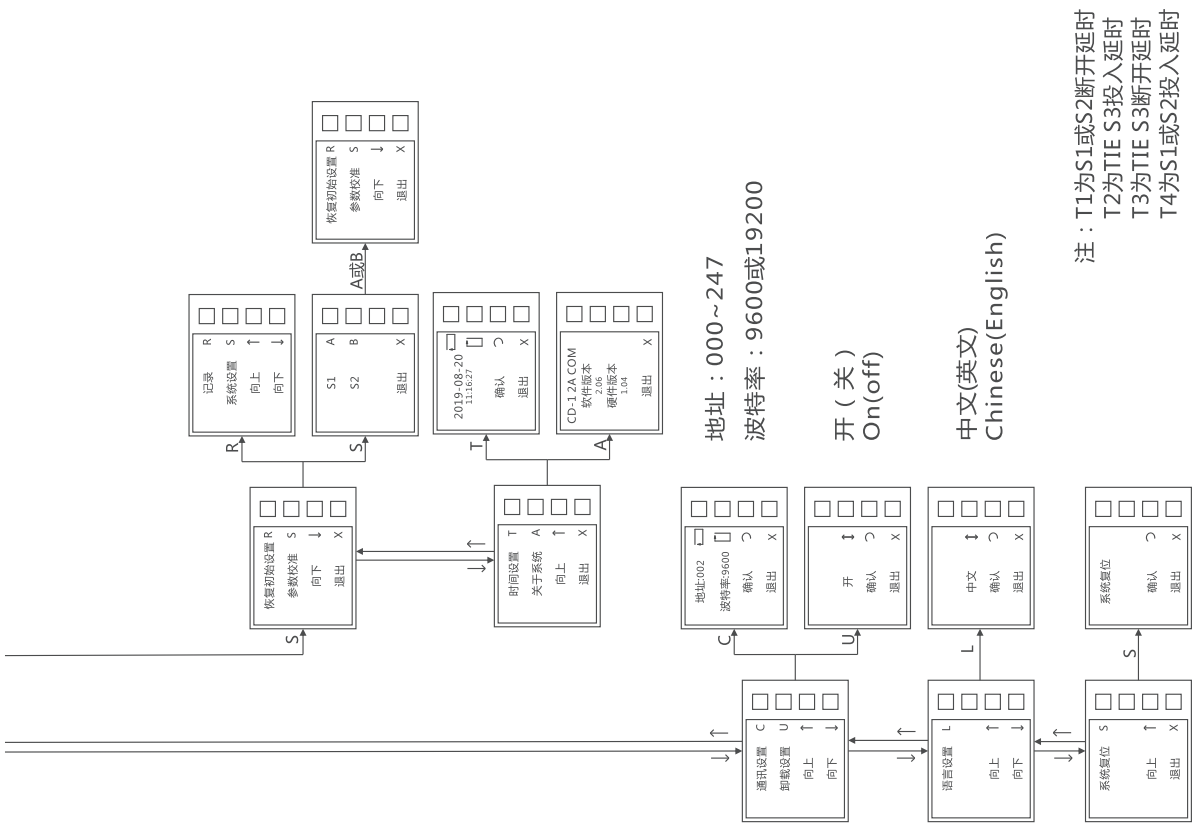 记录 R
系统设置 S
向上 ↑
向下 ↓
R
恢复初始设置 R
参数校准 S
向下 ↓
退出 X
S
S1 A
S2 B
退出 X
S
A或B
恢复初始设置 R
参数校准 S
向下 ↓
退出 X
↓ ↑
时间设置 T
关于系统 A
向上 ↑
退出 X
T
2019-08-20
11:16:27
确认
退出 X
A
CD-1 2A COM
软件版本
2.06
硬件版本
1.04
退出 X
↓ ↑
通讯设置 C
卸载设置 U
向上 ↑
向下 ↓
C
地址:002
波特率:9600
确认
退出 X
地址：000~247
波特率：9600或19200
U
开 ↕
确认
退出 X
开（关）
On(off)
↓ ↑
语言设置 L
向上 ↑
向下 ↓
L
中文 ↕
确认
退出 X
中文(英文)
Chinese(English)
↓ ↑
系统复位 S
向上 ↑
退出 X
S
系统复位
确认
退出 X
注：T1为S1或S2断开延时
T2为TIE S3投入延时
T3为TIE S3断开延时
T4为S1或S2投入延时